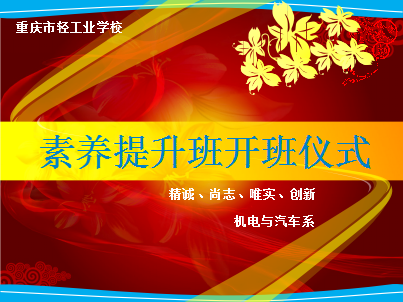 重庆市轻工业学校
素养提升班开班仪式
精诚、尚志、唯实、创新
机电与汽车系